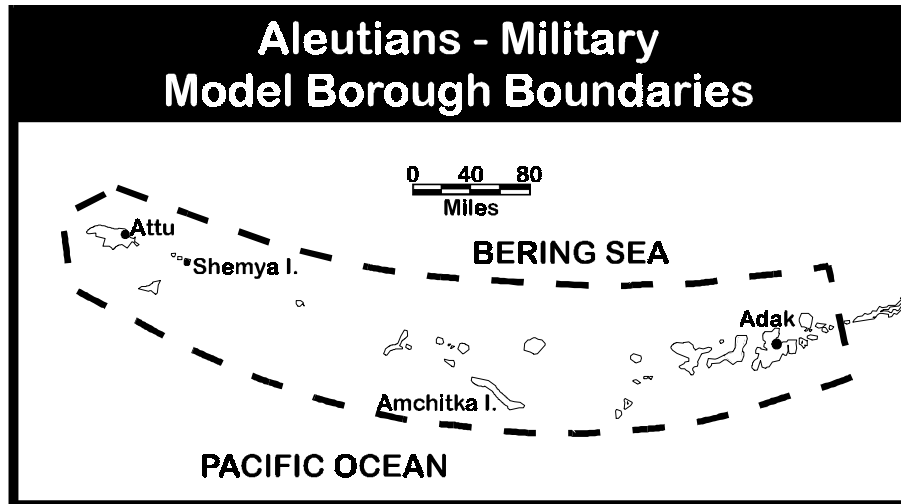 Aleutians - Military
Model Borough Boundaries
0 40 80
Miles
Attu
BERING SEA
Shemya I.
Adak
Amchitka I.
PACIFIC OCEAN